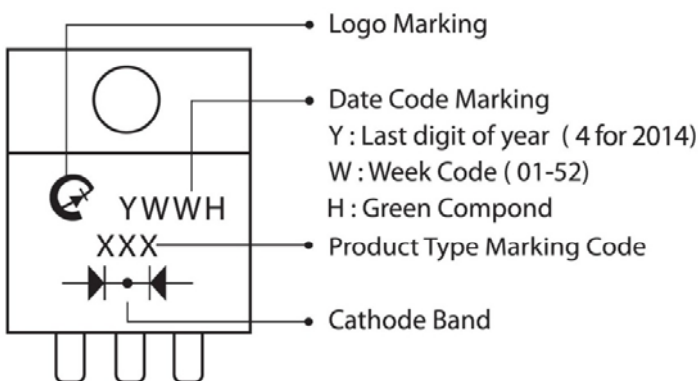 Logo Marking
Date Code Marking
Y : Last digit of year ( 4 for 2014)
W : Week Code ( 01-52)
H : Green Compond
YWWH
XXX
Product Type Marking Code
Cathode Band